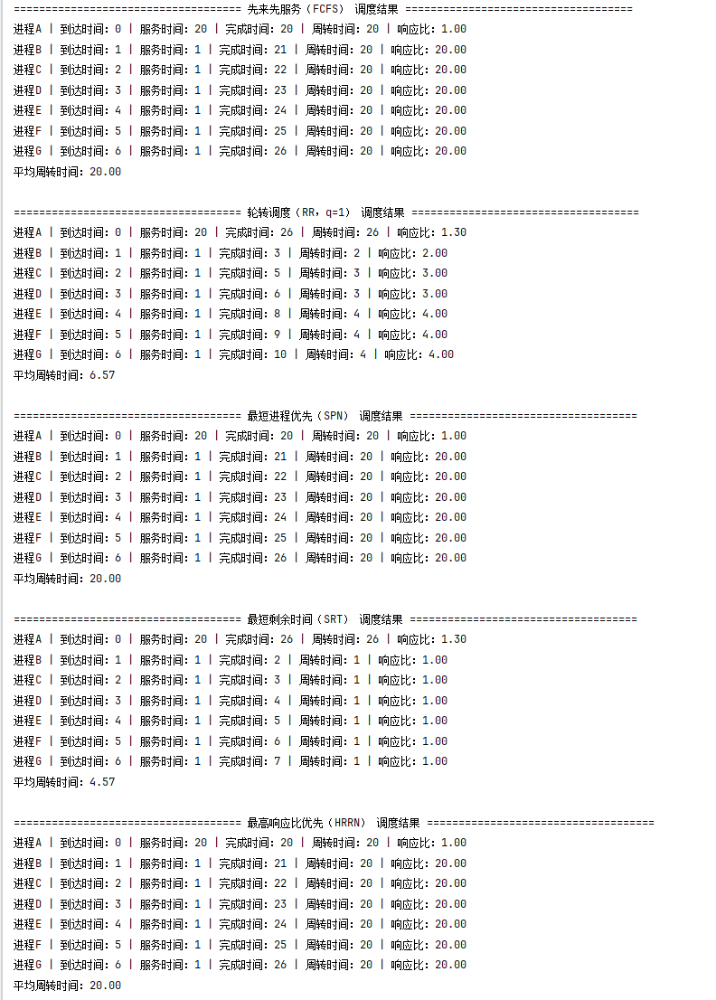 ==================================== 先来先服务（FCFS） 调度结果 ====================================
进程A | 到达时间：0 | 服务时间：20 | 完成时间：20 | 周转时间：20 | 响应比：1.00
进程B | 到达时间：1 | 服务时间：1 | 完成时间：21 | 周转时间：20 | 响应比：20.00
进程C | 到达时间：2 | 服务时间：1 | 完成时间：22 | 周转时间：20 | 响应比：20.00
进程D | 到达时间：3 | 服务时间：1 | 完成时间：23 | 周转时间：20 | 响应比：20.00
进程E | 到达时间：4 | 服务时间：1 | 完成时间：24 | 周转时间：20 | 响应比：20.00
进程F | 到达时间：5 | 服务时间：1 | 完成时间：25 | 周转时间：20 | 响应比：20.00
进程G | 到达时间：6 | 服务时间：1 | 完成时间：26 | 周转时间：20 | 响应比：20.00
平均周转时间：20.00
==================================== 轮转调度（RR，q=1） 调度结果 ====================================
进程A | 到达时间：0 | 服务时间：20 | 完成时间：26 | 周转时间：26 | 响应比：1.30
进程B | 到达时间：1 | 服务时间：1 | 完成时间：3 | 周转时间：2 | 响应比：2.00
进程C | 到达时间：2 | 服务时间：1 | 完成时间：5 | 周转时间：3 | 响应比：3.00
进程D | 到达时间：3 | 服务时间：1 | 完成时间：6 | 周转时间：3 | 响应比：3.00
进程E | 到达时间：4 | 服务时间：1 | 完成时间：8 | 周转时间：4 | 响应比：4.00
进程F | 到达时间：5 | 服务时间：1 | 完成时间：9 | 周转时间：4 | 响应比：4.00
进程G | 到达时间：6 | 服务时间：1 | 完成时间：10 | 周转时间：4 | 响应比：4.00
平均周转时间：6.57
==================================== 最短进程优先（SPN） 调度结果 ====================================
进程A | 到达时间：0 | 服务时间：20 | 完成时间：20 | 周转时间：20 | 响应比：1.00
进程B | 到达时间：1 | 服务时间：1 | 完成时间：21 | 周转时间：20 | 响应比：20.00
进程C | 到达时间：2 | 服务时间：1 | 完成时间：22 | 周转时间：20 | 响应比：20.00
进程D | 到达时间：3 | 服务时间：1 | 完成时间：23 | 周转时间：20 | 响应比：20.00
进程E | 到达时间：4 | 服务时间：1 | 完成时间：24 | 周转时间：20 | 响应比：20.00
进程F | 到达时间：5 | 服务时间：1 | 完成时间：25 | 周转时间：20 | 响应比：20.00
进程G | 到达时间：6 | 服务时间：1 | 完成时间：26 | 周转时间：20 | 响应比：20.00
平均周转时间：20.00
==================================== 最短剩余时间（SRT） 调度结果 ====================================
进程A | 到达时间：0 | 服务时间：20 | 完成时间：26 | 周转时间：26 | 响应比：1.30
进程B | 到达时间：1 | 服务时间：1 | 完成时间：2 | 周转时间：1 | 响应比：1.00
进程C | 到达时间：2 | 服务时间：1 | 完成时间：3 | 周转时间：1 | 响应比：1.00
进程D | 到达时间：3 | 服务时间：1 | 完成时间：4 | 周转时间：1 | 响应比：1.00
进程E | 到达时间：4 | 服务时间：1 | 完成时间：5 | 周转时间：1 | 响应比：1.00
进程F | 到达时间：5 | 服务时间：1 | 完成时间：6 | 周转时间：1 | 响应比：1.00
进程G | 到达时间：6 | 服务时间：1 | 完成时间：7 | 周转时间：1 | 响应比：1.00
平均周转时间：4.57
==================================== 最高响应比优先（HRRN） 调度结果 ====================================
进程A | 到达时间：0 | 服务时间：20 | 完成时间：20 | 周转时间：20 | 响应比：1.00
进程B | 到达时间：1 | 服务时间：1 | 完成时间：21 | 周转时间：20 | 响应比：20.00
进程C | 到达时间：2 | 服务时间：1 | 完成时间：22 | 周转时间：20 | 响应比：20.00
进程D | 到达时间：3 | 服务时间：1 | 完成时间：23 | 周转时间：20 | 响应比：20.00
进程E | 到达时间：4 | 服务时间：1 | 完成时间：24 | 周转时间：20 | 响应比：20.00
进程F | 到达时间：5 | 服务时间：1 | 完成时间：25 | 周转时间：20 | 响应比：20.00
进程G | 到达时间：6 | 服务时间：1 | 完成时间：26 | 周转时间：20 | 响应比：20.00
平均周转时间：20.00